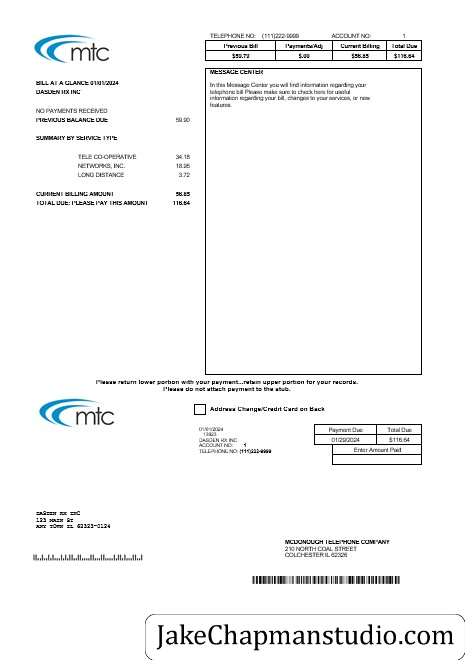 mtc
TELEPHONE NO: (111)222-9999 ACCOUNT NO: 1
Previous Bill Payments/Adj Current Billing Total Due
$59.79 $.00 $56.85 $116.64
BILL AT A GLANCE 01/01/2024
DASDEN RX INC
NO PAYMENTS RECEIVED
PREVIOUS BALANCE DUE 59.90
SUMMARY BY SERVICE TYPE
TELE CO-OPERATIVE 34.18
NETWORKS, INC. 18.95
LONG DISTANCE 3.72
CURRENT BILLING AMOUNT 56.85
TOTAL DUE: PLEASE PAY THIS AMOUNT 116.64
MESSAGE CENTER
In this Message Center you will find information regarding your
telephone bill Please make sure to check here for useful
information regarding your bill, changes to your services, or new
features.
Please return lower portion with your payment...retain upper portion for your records.
Please do not attach payment to the stub.
mtc
Address Change/Credit Card on Back
01/01/2024
13923
DASDEN RX INC
ACCOUNT NO: 1
TELEPHONE NO: (111)222-9999
Payment Due Total Due
01/29/2024 $116.64
Enter Amount Paid
DASDEN RX INC
123 MAIN ST
ANY TOWN IL 62323-0124
MCDONOUGH TELEPHONE COMPANY
210 NORTH COAL STREET
COLCHESTER IL 62326
JakeChapmanstudio.com